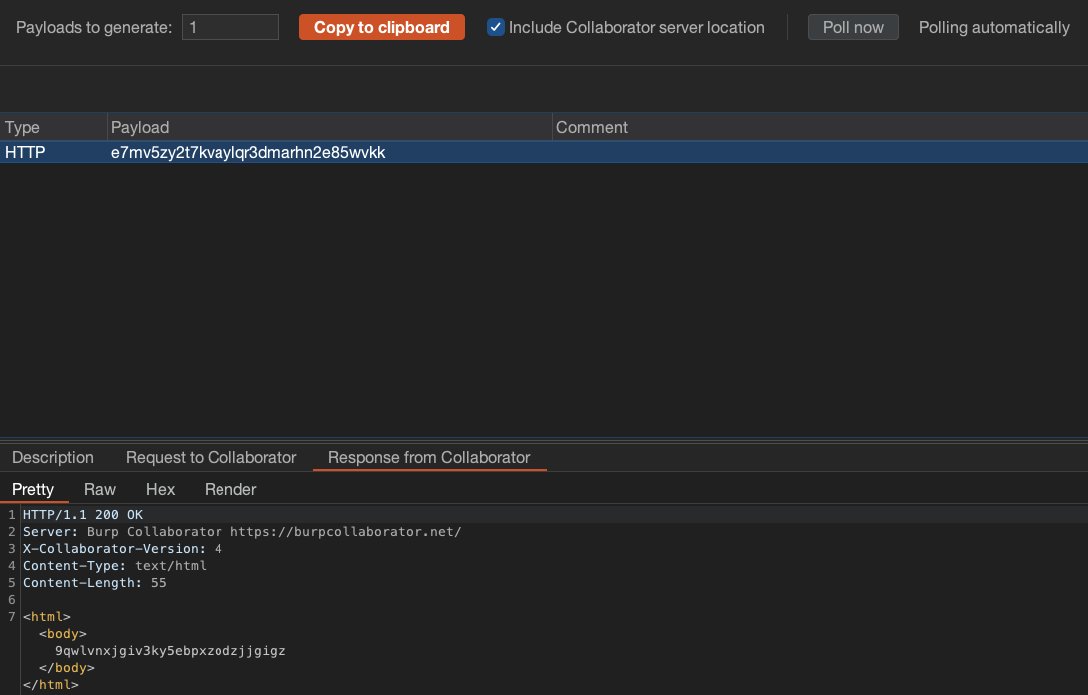 Payloads to generate: 1 Copy to clipboard Include Collaborator server location Poll now Polling automatically
Type Payload Comment
HTTP e7mv5zy2t7kvaylqr3dmarhn2e85wvkk
Description Request to Collaborator Response from Collaborator
Pretty Raw Hex Render
1 HTTP/1.1 200 OK
2 Server: Burp Collaborator https://burpcollaborator.net/
3 X-Collaborator-Version: 4
4 Content-Type: text/html
5 Content-Length: 55
6
7 <html>
<body>
9qwlvnxjgiv3ky5ebpxzodzjjgigz
</body>
</html>